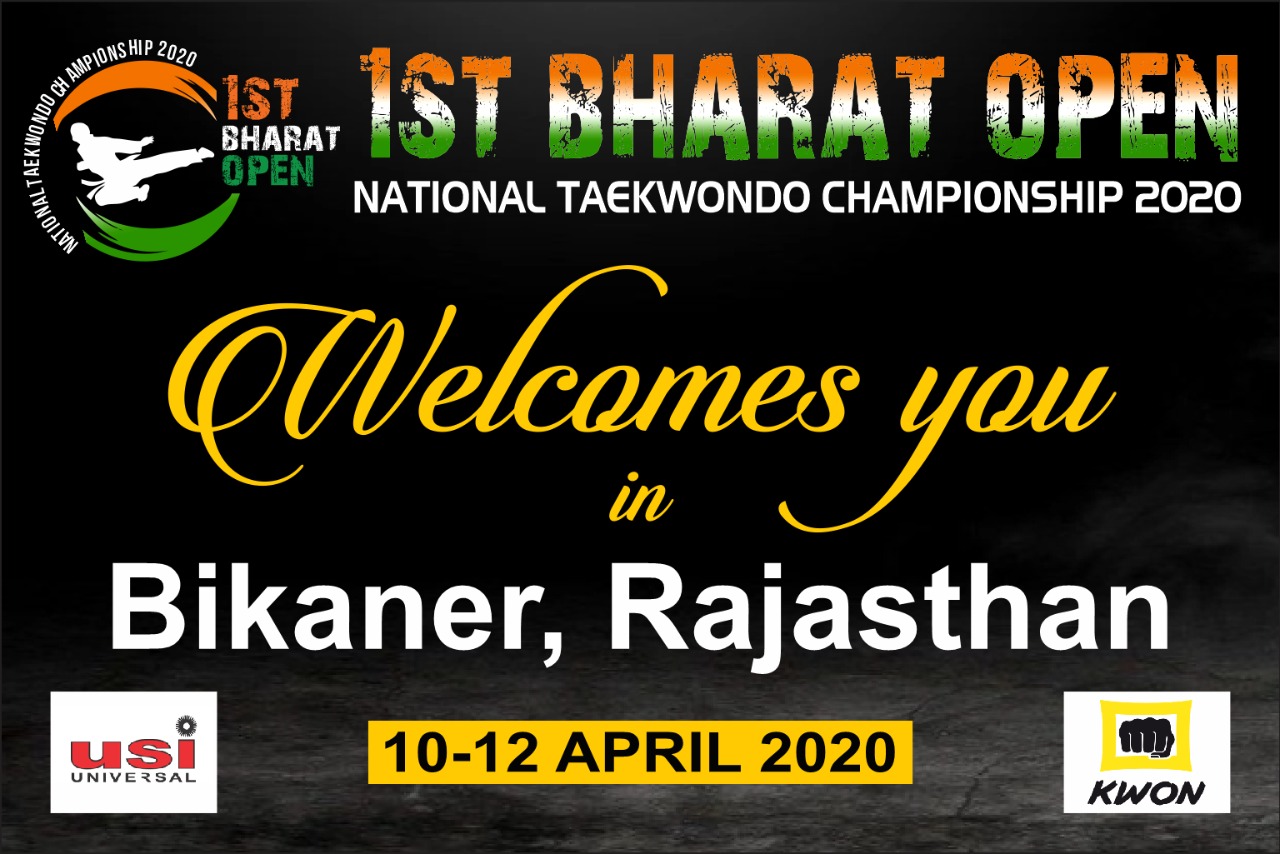 NATIONAL TAEKWONDO CHAMPIONSHIP 2020
1ST
BHARAT
OPEN
1ST BHARAT OPEN
NATIONAL TAEKWONDO CHAMPIONSHIP 2020
Welcomes you
in
Bikaner, Rajasthan
usi
UNIVERSAL
10-12 APRIL 2020
KWON